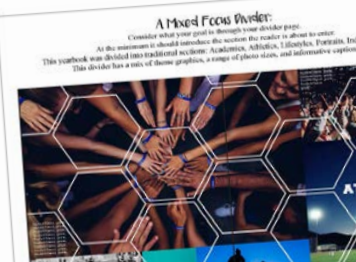 A Mixed Focus Divider:
Consider what your goal is through your divider page.
At the minimum it should introduce the section the reader is about to enter.
This yearbook was divided into traditional sections: Academics, Athletics, Lifestyles, Portraits,
This divider has a mix of theme graphics, a range of photo sizes, and informative